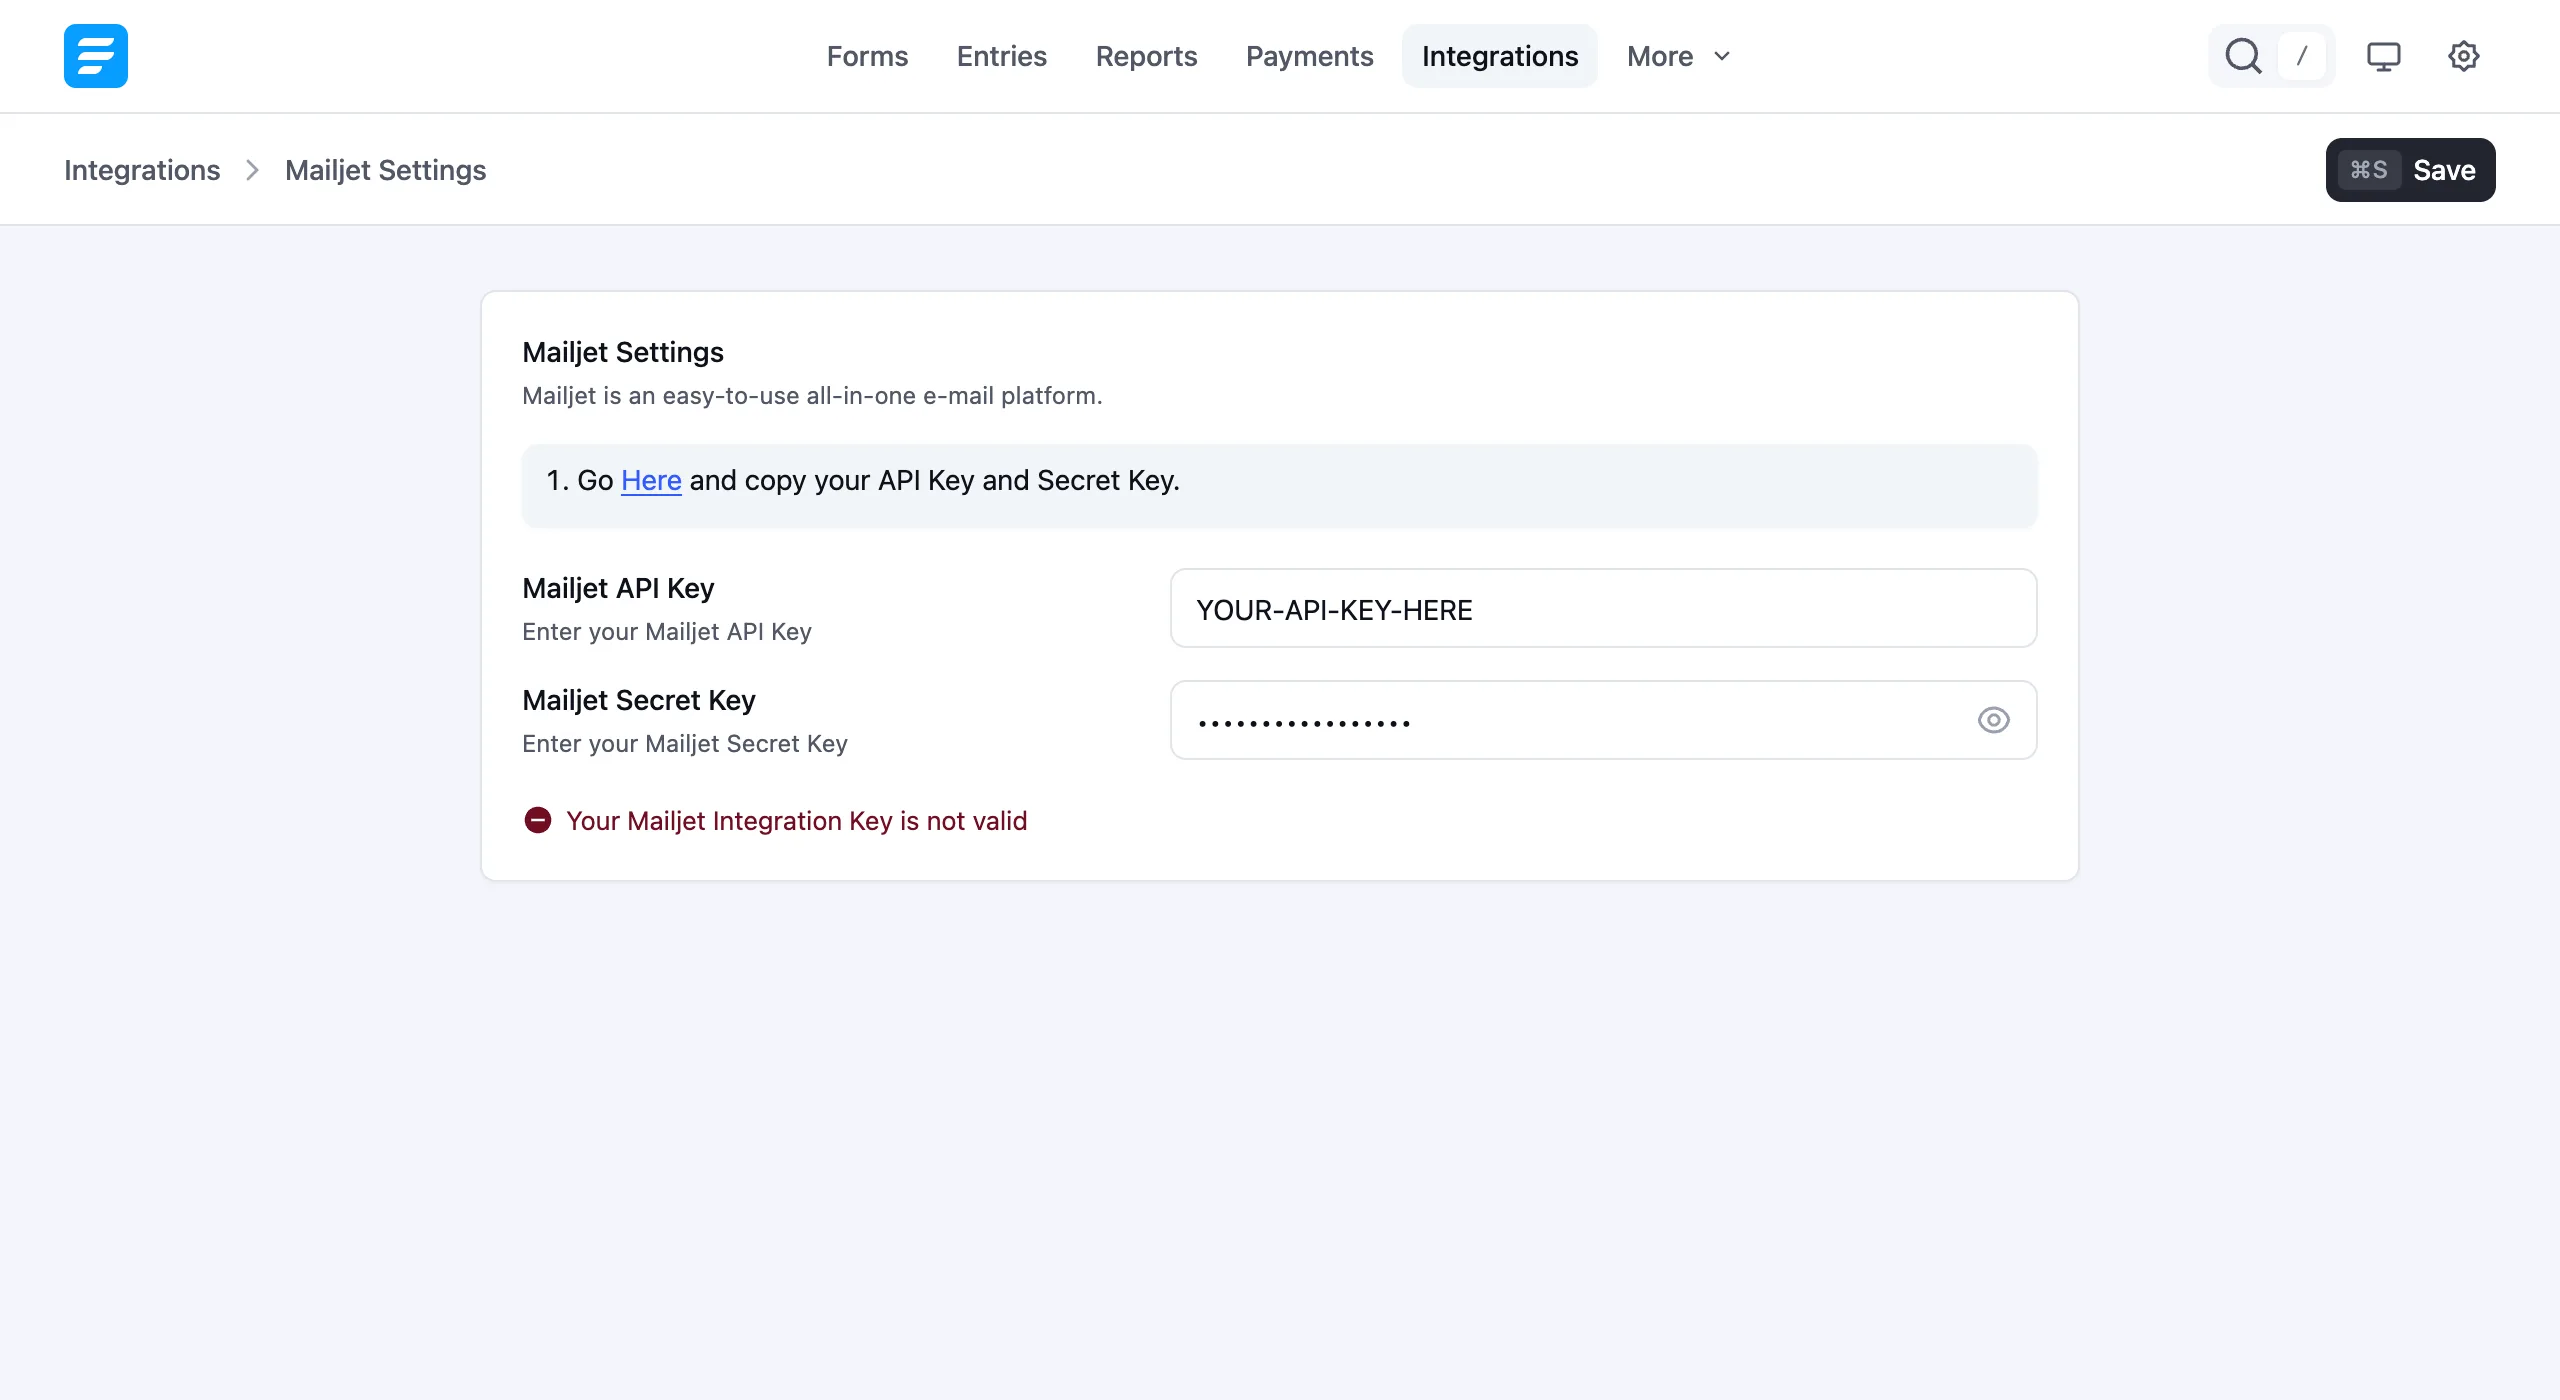 Forms Entries Reports Payments Integrations More
/
Integrations > Mailjet Settings
⌘S Save
Mailjet Settings
Mailjet is an easy-to-use all-in-one e-mail platform.
1. Go Here and copy your API Key and Secret Key.
Mailjet API Key
Enter your Mailjet API Key
YOUR-API-KEY-HERE
Mailjet Secret Key
Enter your Mailjet Secret Key
•••••••••••••••••
Your Mailjet Integration Key is not valid